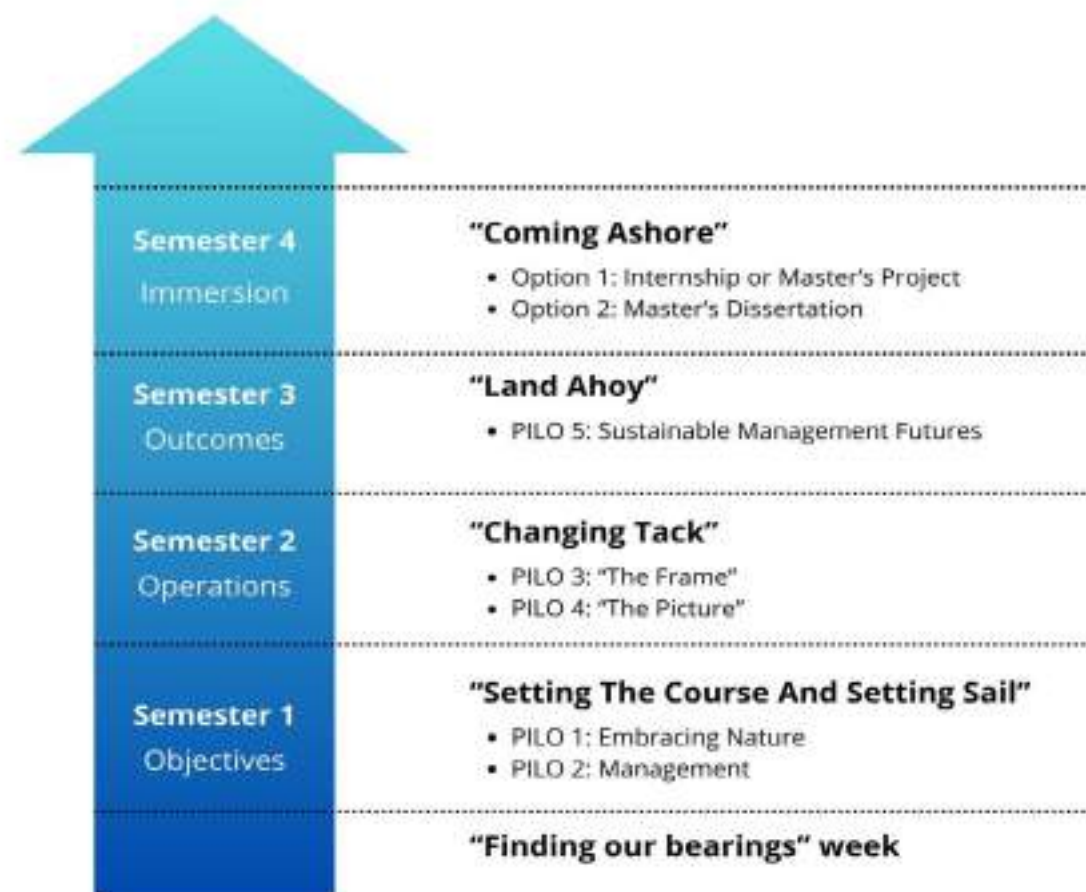 Semester 4
Immersion
“Coming Ashore”
• Option 1: Internship or Master's Project
• Option 2: Master's Dissertation
Semester 3
Outcomes
“Land Ahoy”
• PILO 5: Sustainable Management Futures
Semester 2
Operations
“Changing Tack”
• PILO 3: “The Frame”
• PILO 4: “The Picture”
Semester 1
Objectives
“Setting The Course And Setting Sail”
• PILO 1: Embracing Nature
• PILO 2: Management
“Finding our bearings” week